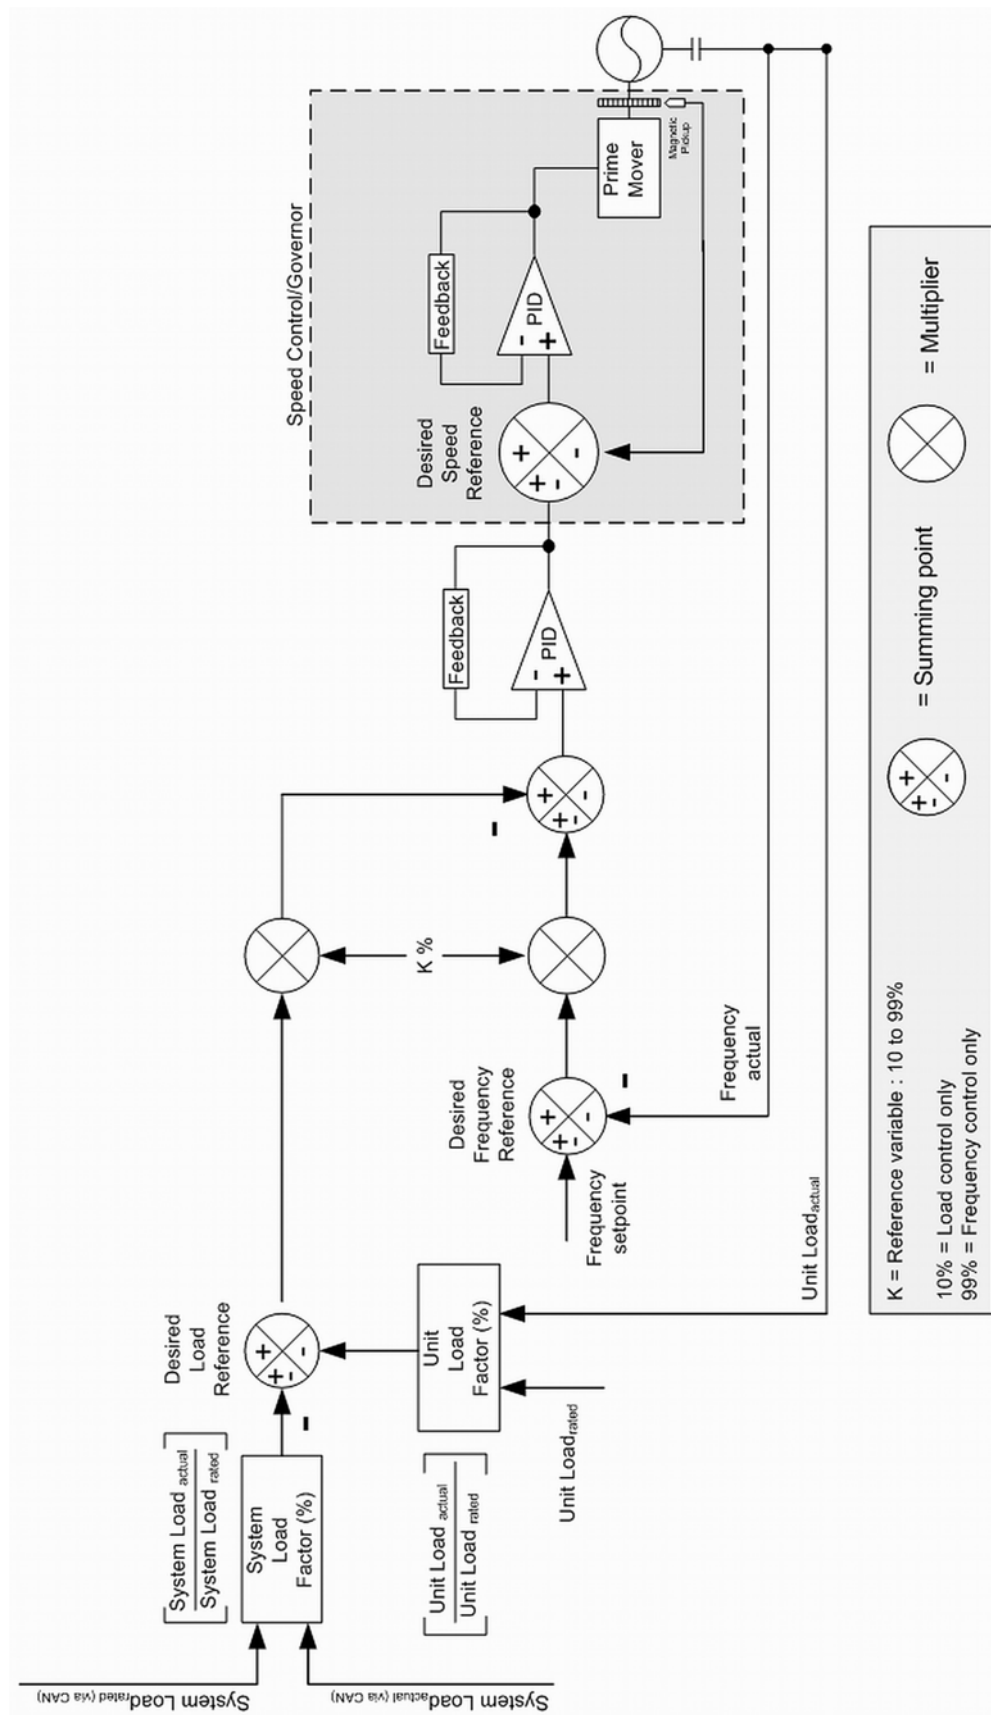 System Load rated (via CAN)
System Load actual (via CAN)
System Load actual
System Load rated
System
Load
Factor (%)
-
Desired
Load
Reference
+
+
-
-
Unit Load actual
Unit Load rated
Unit
Load
Factor (%)
Unit Load rated
Unit Load actual
Frequency
setpoint
Desired
Frequency
Reference
+
+
-
-
-
Frequency
actual
K %
-
+
+
-
-
Feedback
-
+
PID
Speed Control/Governor
Desired
Speed
Reference
+
+
-
-
Feedback
-
+
PID
Prime
Mover
Magnetic
Pickup
K = Reference variable : 10 to 99%
10% = Load control only
99% = Frequency control only
+
+
-
-
= Summing point
= Multiplier